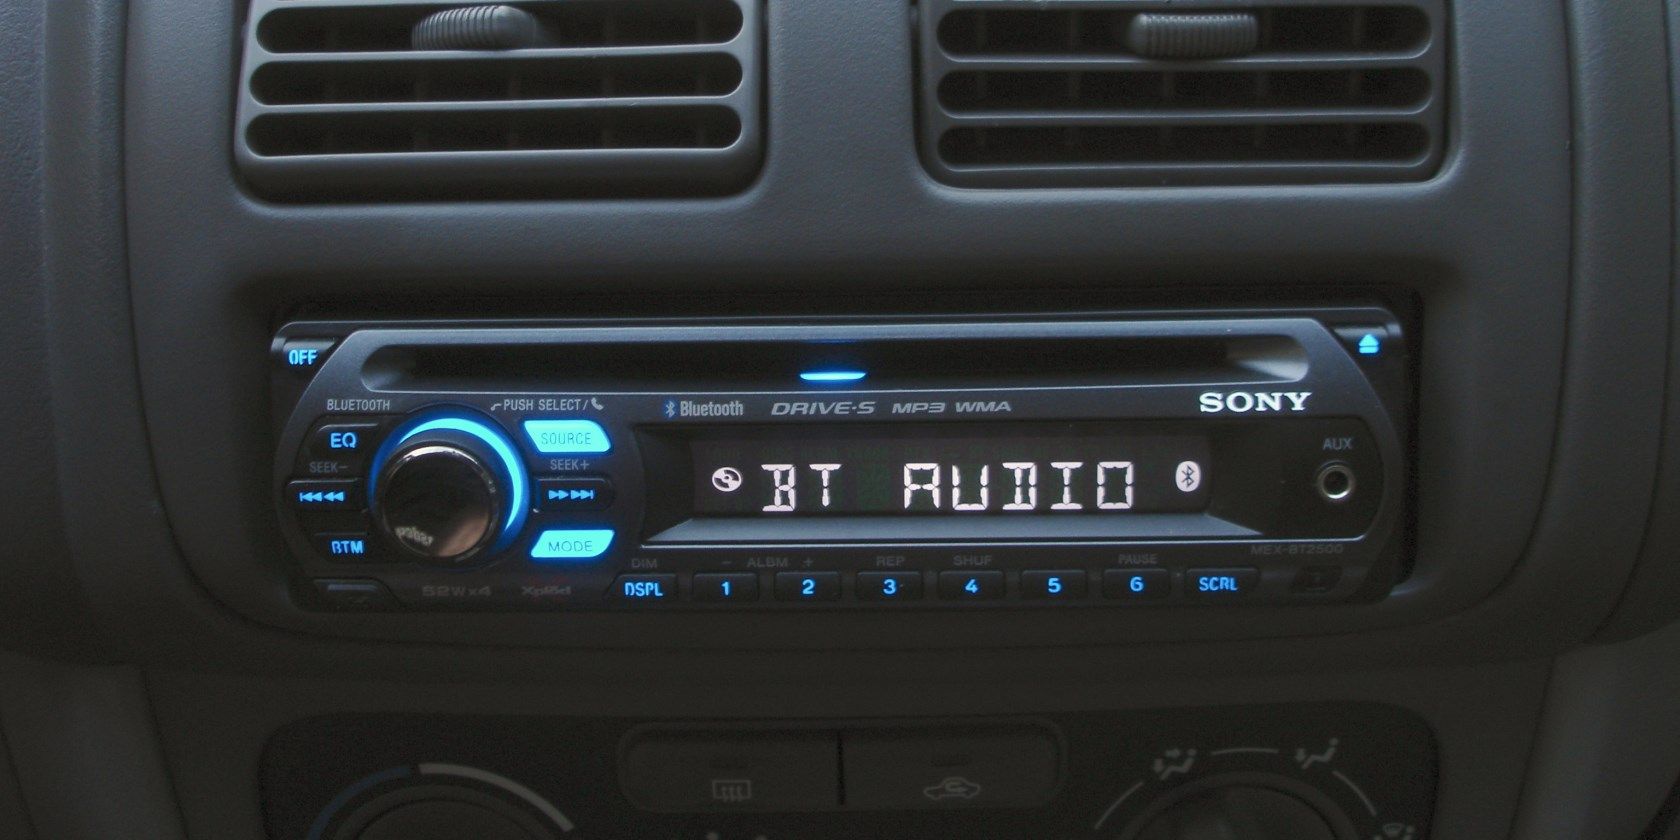 OFF
BLUETOOTH
PUSH SELECT/
Bluetooth
DRIVE-S
MP3 WMA
SONY
EQ
SOURCE
AUX
SEEK-
SEEK+
BT AUDIO
BTM
MODE
MEX-BT2500
DIM
- ALBM +
REP
SHUF
PAUSE
52Wx4
Xplod
DSPL
1
2
3
4
5
6
SCRL